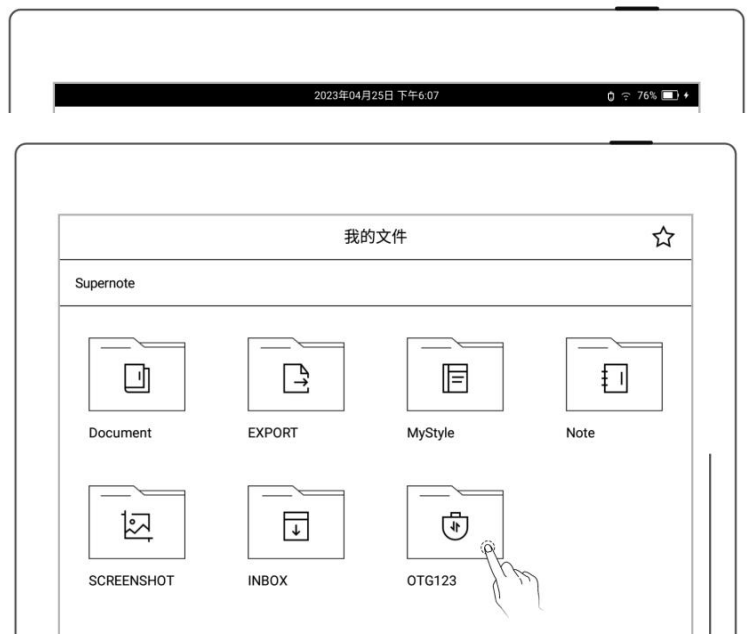 2023年04月25日 下午6:07 76%
我的文件
Supernote
Document EXPORT MyStyle Note
SCREENSHOT INBOX OTG123